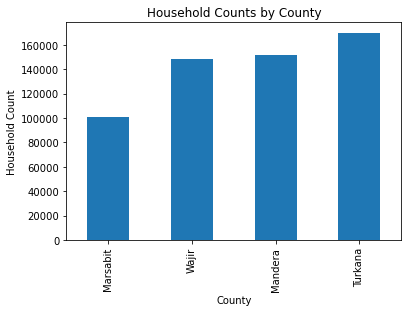 Household Counts by County
Household Count
160000
140000
120000
100000
80000
60000
40000
20000
0
Marsabit
Wajir
Mandera
Turkana
County